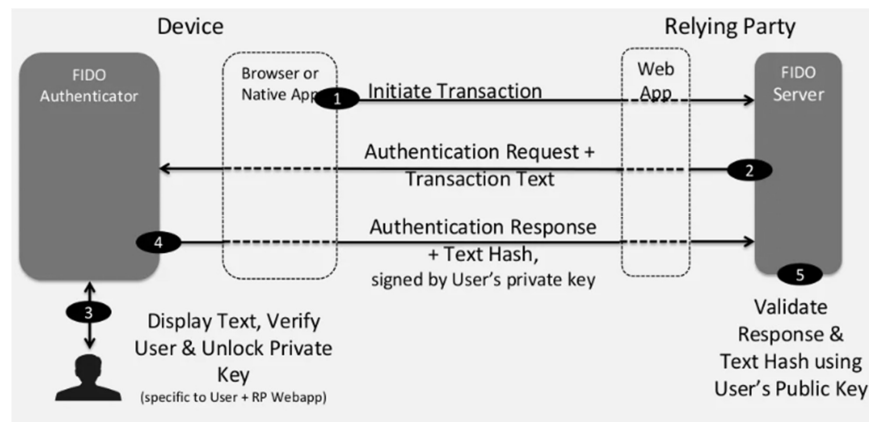 Device
Relying Party
FIDO
Authenticator
Browser or
Native App
1
Initiate Transaction
Web
App
FIDO
Server
Authentication Request +
Transaction Text
2
4
Authentication Response
+ Text Hash,
signed by User's private key
5
3
Display Text, Verify
User & Unlock Private
Key
(specific to User + RP Webapp)
Validate
Response &
Text Hash using
User's Public Key